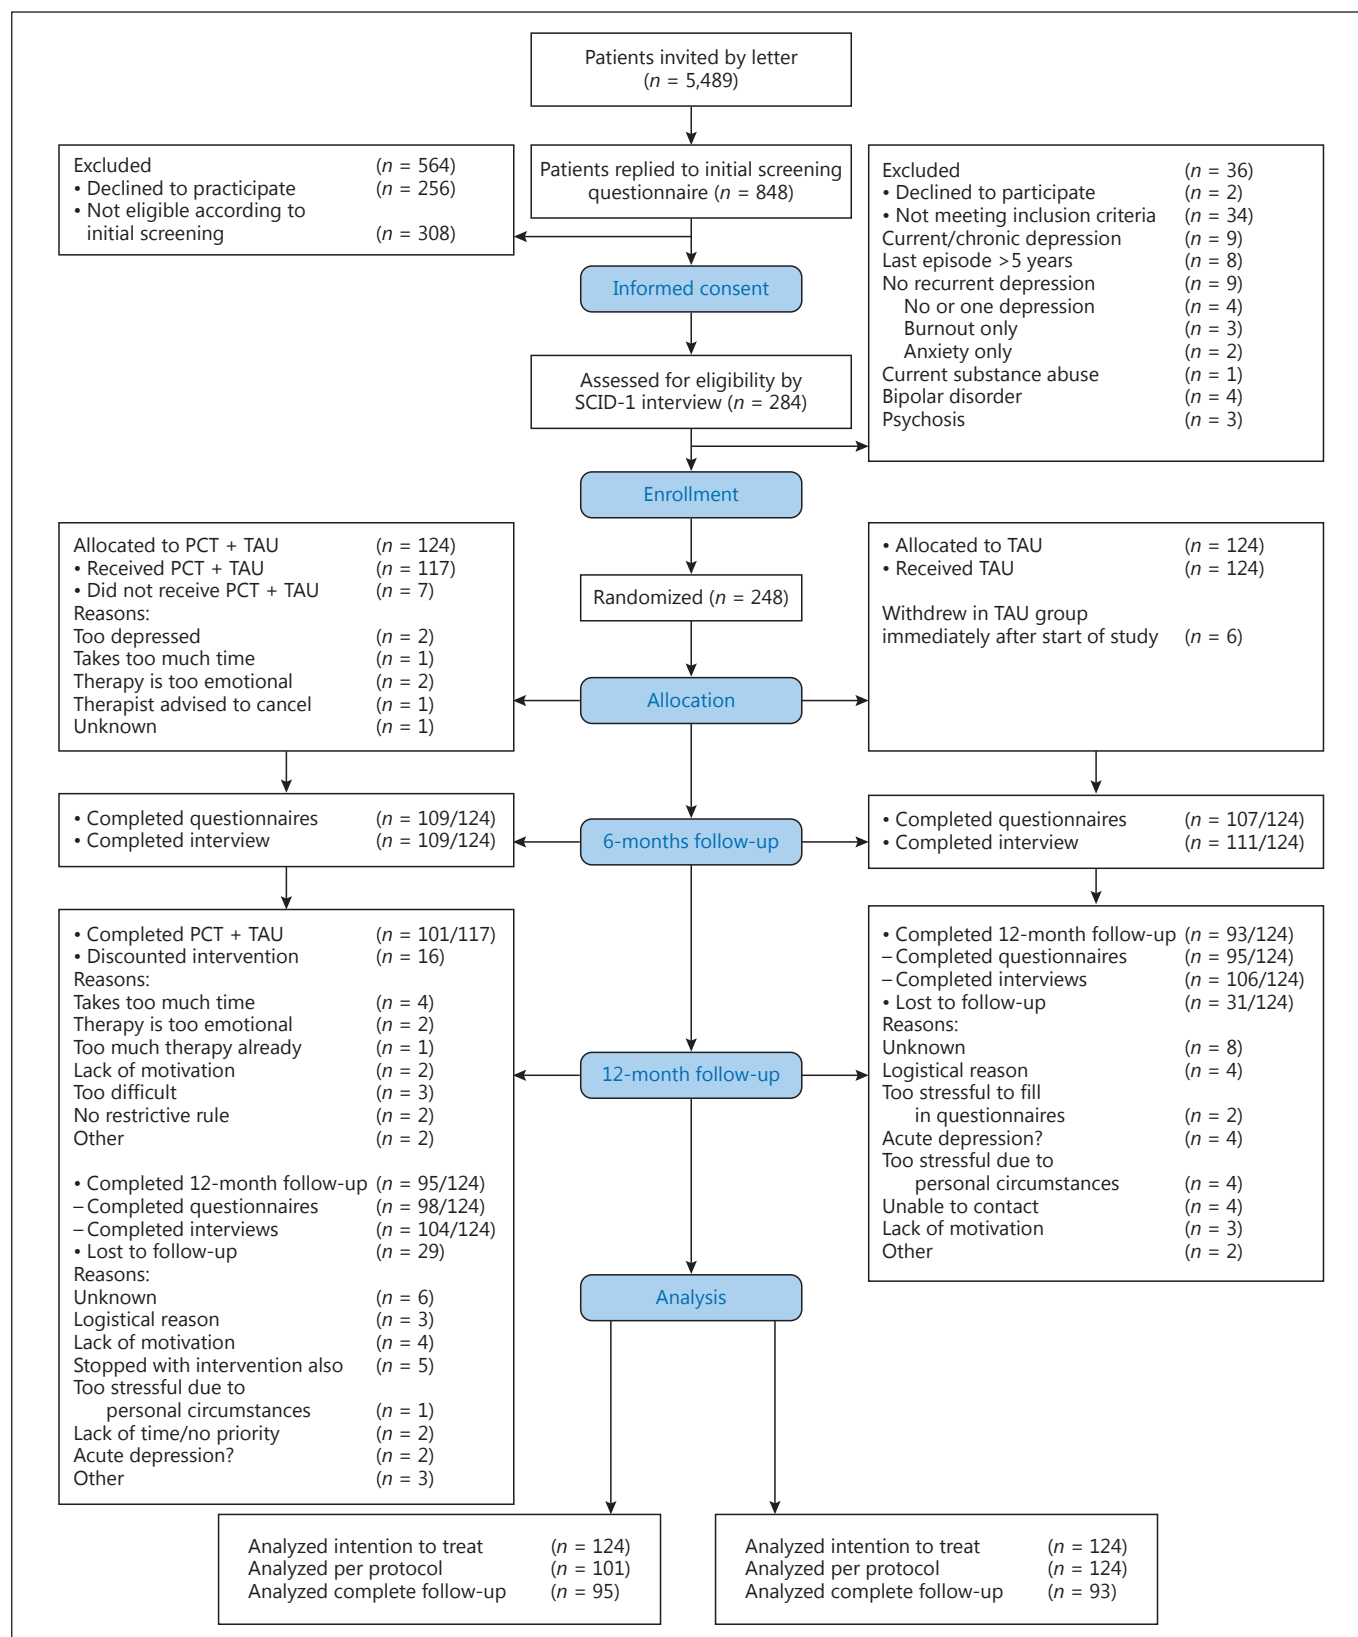 Patients invited by letter
(n = 5,489)
Excluded (n = 564)
• Declined to practicipate (n = 256)
• Not eligible according to
initial screening (n = 308)
Patients replied to initial screening
questionnaire (n = 848)
Excluded (n = 36)
• Declined to participate (n = 2)
• Not meeting inclusion criteria (n = 34)
Current/chronic depression (n = 9)
Last episode >5 years (n = 8)
No recurrent depression (n = 9)
No or one depression (n = 4)
Burnout only (n = 3)
Anxiety only (n = 2)
Current substance abuse (n = 1)
Bipolar disorder (n = 4)
Psychosis (n = 3)
Informed consent
Assessed for eligibility by
SCID-1 interview (n = 284)
Enrollment
Randomized (n = 248)
Allocated to PCT + TAU (n = 124)
• Received PCT + TAU (n = 117)
• Did not receive PCT + TAU (n = 7)
Reasons:
Too depressed (n = 2)
Takes too much time (n = 1)
Therapy is too emotional (n = 2)
Therapist advised to cancel (n = 1)
Unknown (n = 1)
Allocation
• Allocated to TAU (n = 124)
• Received TAU (n = 124)
Withdrew in TAU group
immediately after start of study (n = 6)
• Completed questionnaires (n = 109/124)
• Completed interview (n = 109/124)
6-months follow-up
• Completed questionnaires (n = 107/124)
• Completed interview (n = 111/124)
• Completed PCT + TAU (n = 101/117)
• Discounted intervention (n = 16)
Reasons:
Takes too much time (n = 4)
Therapy is too emotional (n = 2)
Too much therapy already (n = 1)
Lack of motivation (n = 2)
Too difficult (n = 3)
No restrictive rule (n = 2)
Other (n = 2)
• Completed 12-month follow-up (n = 95/124)
– Completed questionnaires (n = 98/124)
– Completed interviews (n = 104/124)
• Lost to follow-up (n = 29)
Reasons:
Unknown (n = 6)
Logistical reason (n = 3)
Lack of motivation (n = 4)
Stopped with intervention also (n = 5)
Too stressful due to
personal circumstances (n = 1)
Lack of time/no priority (n = 2)
Acute depression? (n = 2)
Other (n = 3)
12-month follow-up
• Completed 12-month follow-up (n = 93/124)
– Completed questionnaires (n = 95/124)
– Completed interviews (n = 106/124)
• Lost to follow-up (n = 31/124)
Reasons:
Unknown (n = 8)
Logistical reason (n = 4)
Too stressful to fill
in questionnaires (n = 2)
Acute depression? (n = 4)
Too stressful due to
personal circumstances (n = 4)
Unable to contact (n = 4)
Lack of motivation (n = 3)
Other (n = 2)
Analysis
Analyzed intention to treat (n = 124)
Analyzed per protocol (n = 101)
Analyzed complete follow-up (n = 95)
Analyzed intention to treat (n = 124)
Analyzed per protocol (n = 124)
Analyzed complete follow-up (n = 93)